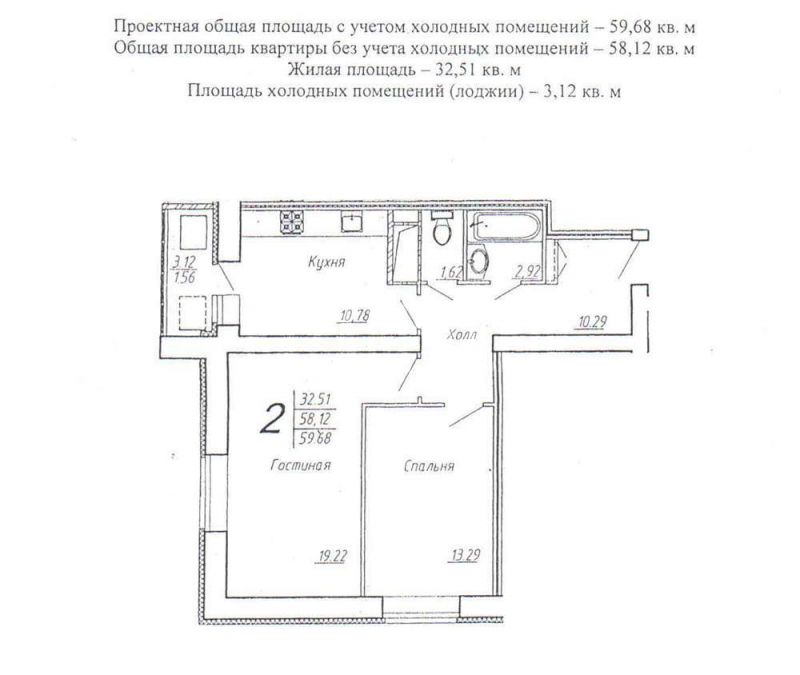 Проектная общая площадь с учетом холодных помещений – 59,68 кв. м
Общая площадь квартиры без учета холодных помещений – 58,12 кв. м
Жилая площадь – 32,51 кв. м
Площадь холодных помещений (лоджии) – 3,12 кв. м
3.12
1.56
Кухня
10,78
1.62
2,92
10.29
Холл
2
32.51
58,12
59.68
Гостиная
19.22
Спальня
13.29